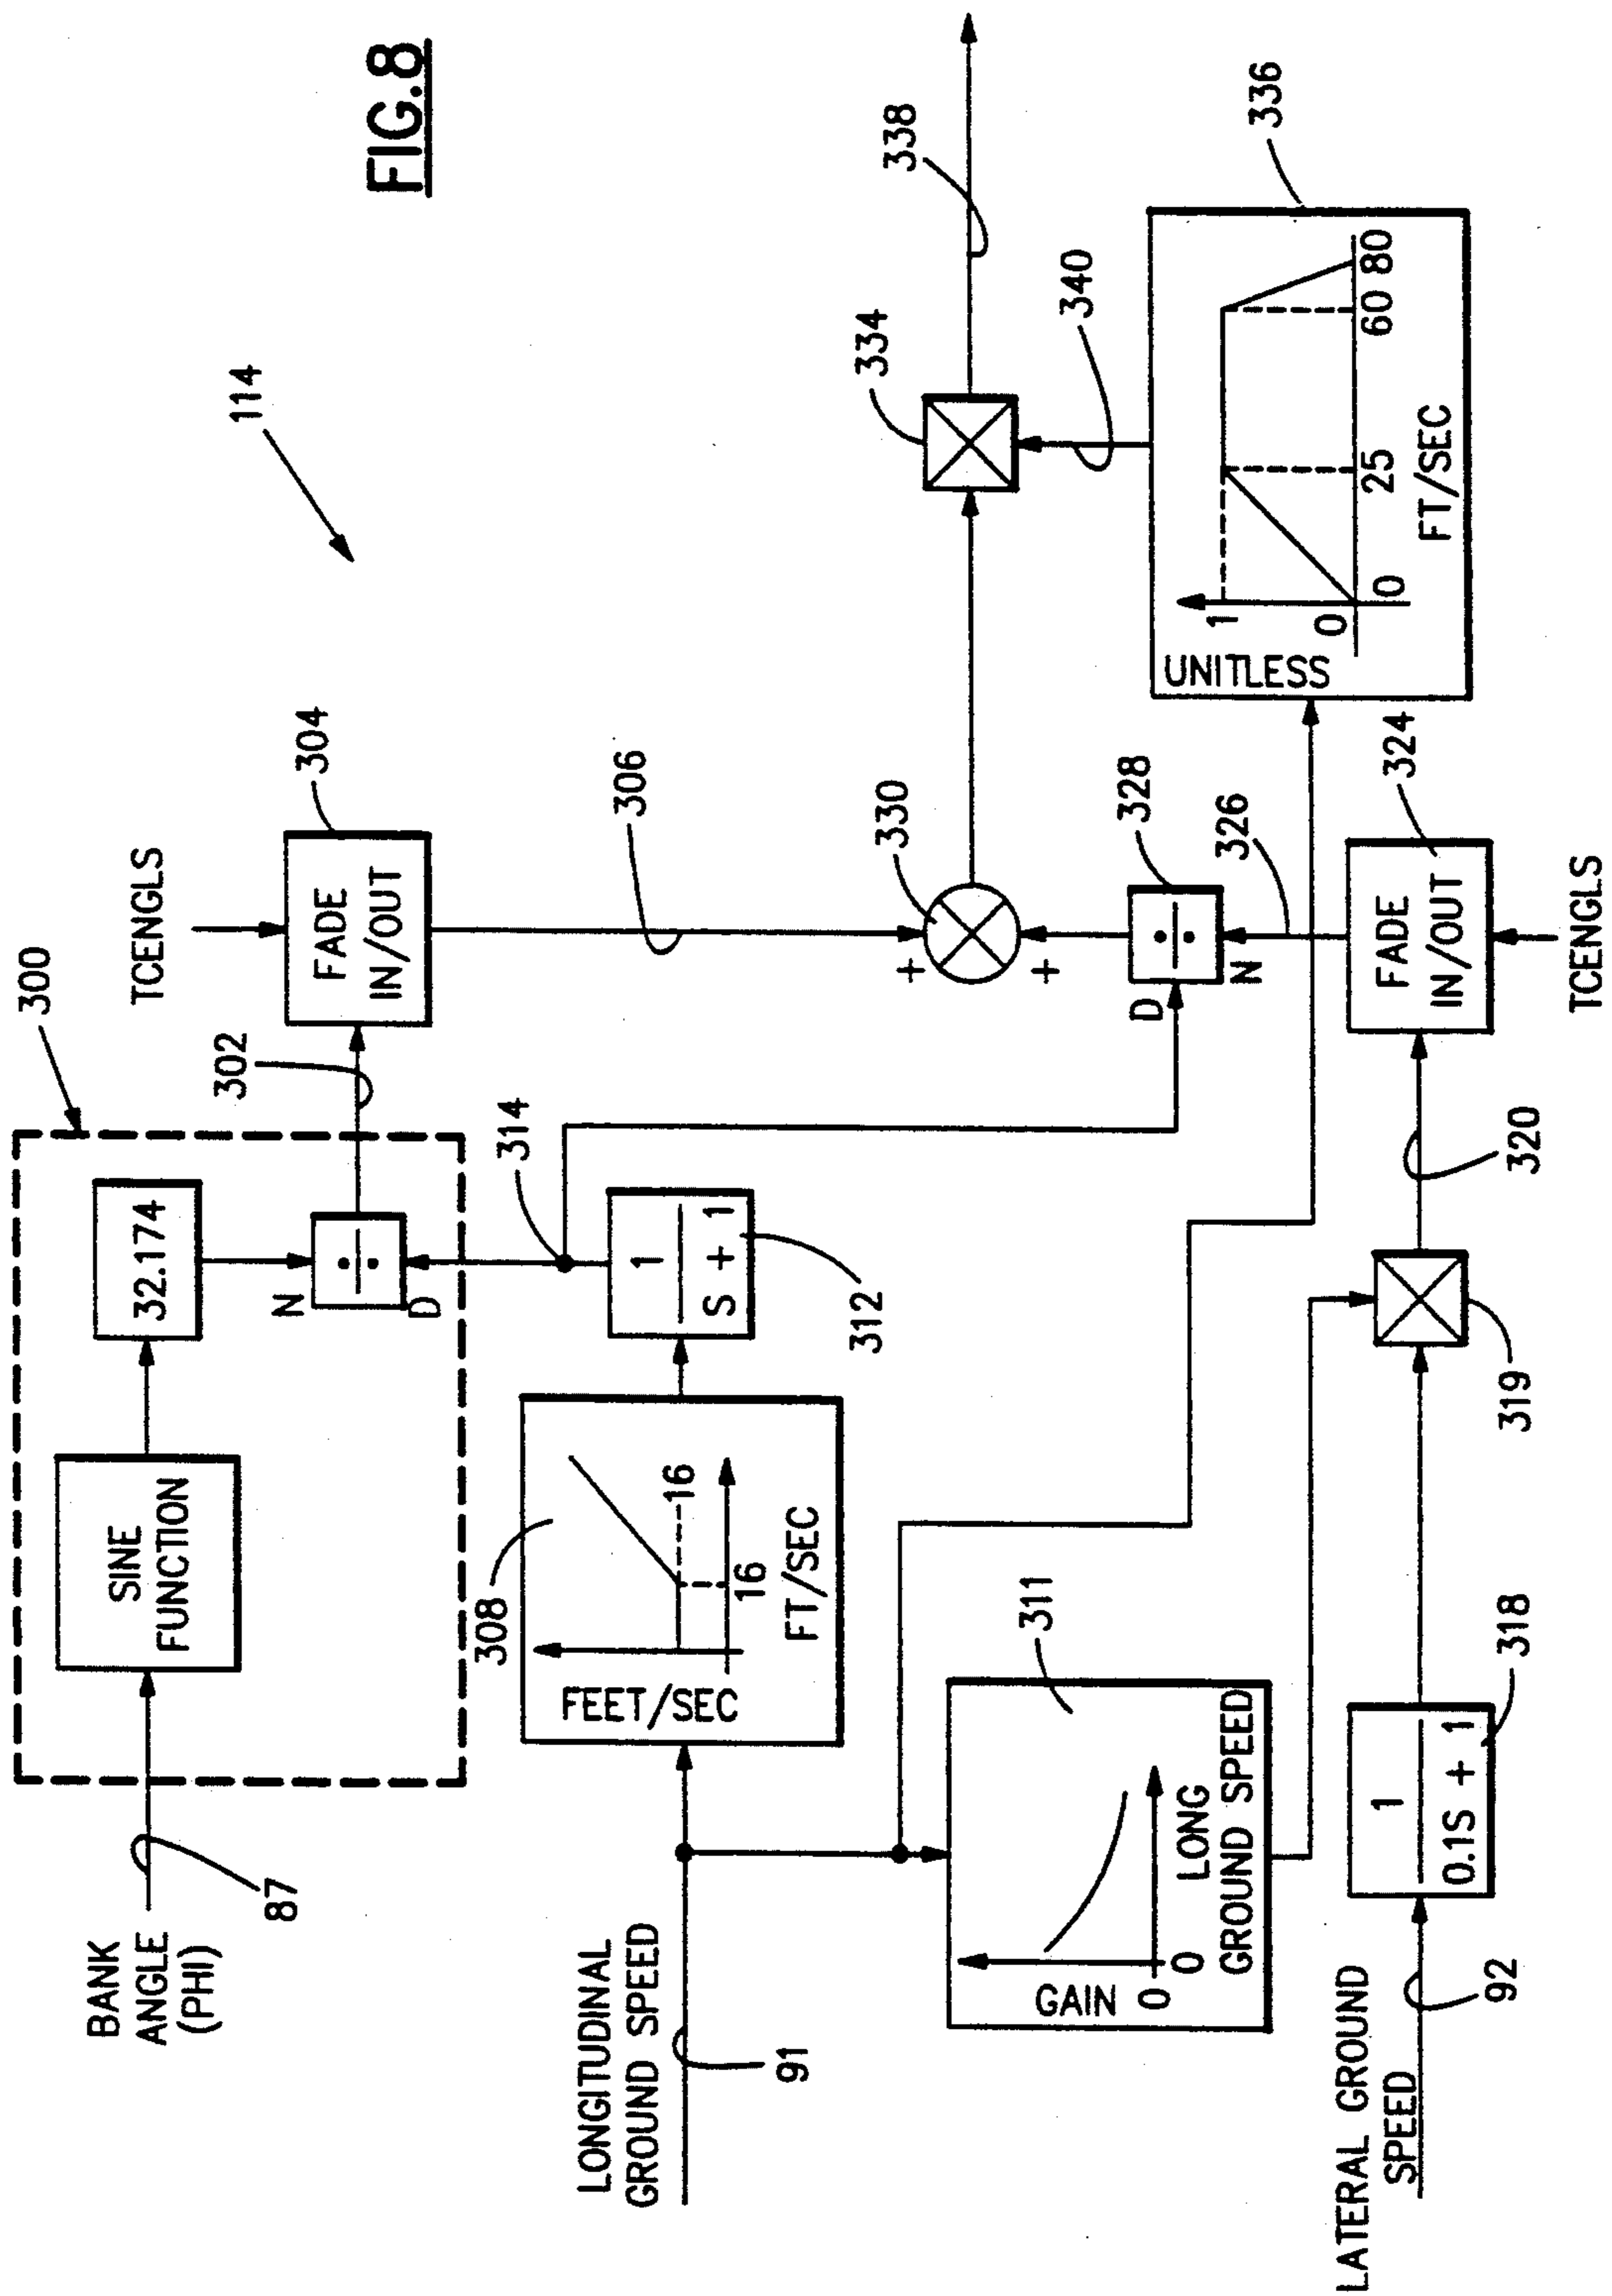 FIG.8
114
300
BANK
ANGLE
(PHI)
87
SINE
FUNCTION
32.174
N
D
302
TCENGLS
304
FADE
IN/OUT
306
LONGITUDINAL
GROUND SPEED
91
308
FEET/SEC
16
16
FT/SEC
1
S + 1
312
314
311
GAIN
0
0
LONG
GROUND SPEED
LATERAL GROUND
SPEED
92
1
0.1S + 1
318
319
320
FADE
IN/OUT
324
TCENGLS
326
N
D
328
+
+
330
334
338
340
336
UNITLESS
1
0
0
25
60
80
FT/SEC